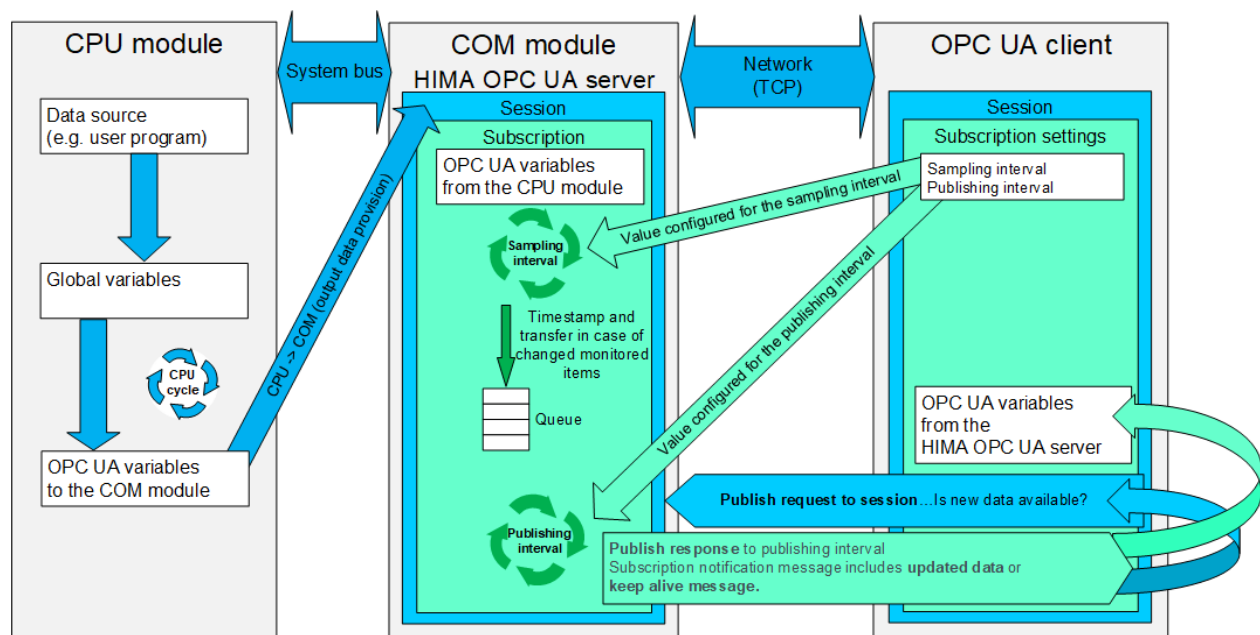 CPU module
System bus
COM module
HIMA OPC UA server
Network
(TCP)
OPC UA client
Data source
(e.g. user program)
Global variables
CPU
cycle
OPC UA variables
to the COM module
CPU -> COM (output data provision)
Session
Subscription
OPC UA variables
from the CPU module
Sampling
interval
Timestamp and
transfer in case of
changed monitored
items
Queue
Publishing
interval
Value configured for the sampling interval
Value configured for the publishing interval
Session
Subscription settings
Sampling interval
Publishing interval
OPC UA variables
from the
HIMA OPC UA server
Publish request to session...Is new data available?
Publish response to publishing interval
Subscription notification message includes updated data or
keep alive message.